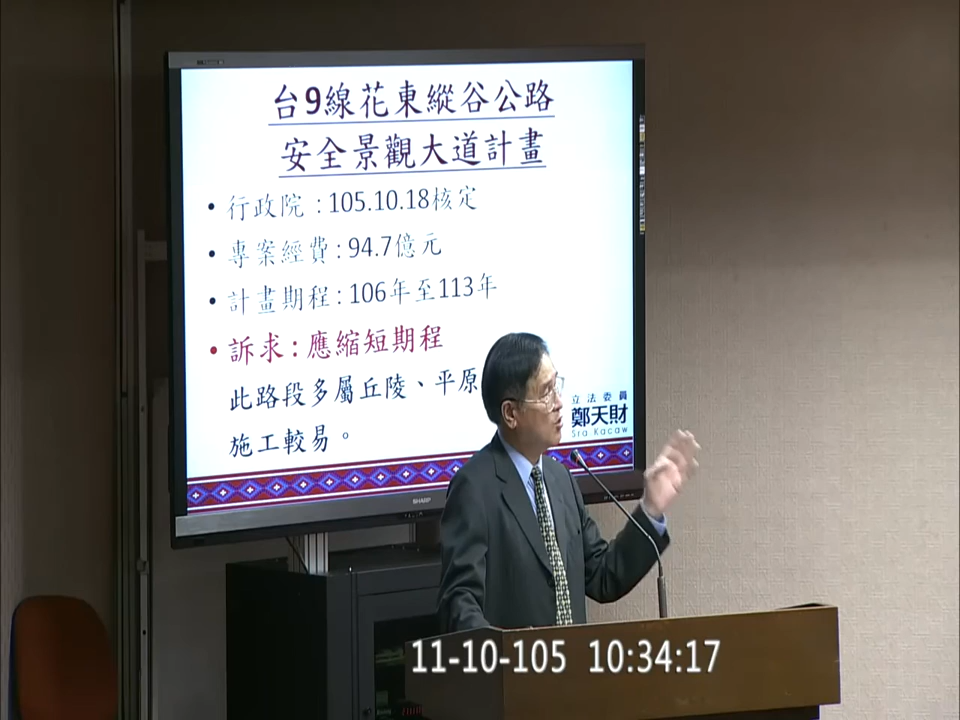 台9線花東縱谷公路
安全景觀大道計畫
• 行政院：105.10.18核定
• 專案經費：94.7億元
• 計畫期程：106年至113年
• 訴求：應縮短期程
此路段多屬丘陵、平原
施工較易。
立法委員
鄭天財
Sra Kacaw
SHARP
11-10-105 10:34:17